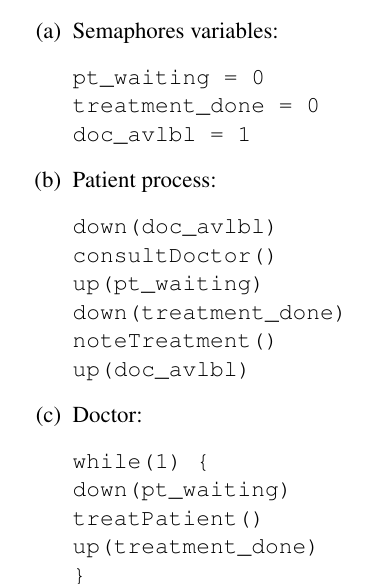 (a) Semaphores variables:
pt_waiting = 0
treatment_done = 0
doc_avlbl = 1
(b) Patient process:
down(doc_avlbl)
consultDoctor()
up(pt_waiting)
down(treatment_done)
noteTreatment()
up(doc_avlbl)
(c) Doctor:
while(1) {
down(pt_waiting)
treatPatient()
up(treatment_done)
}